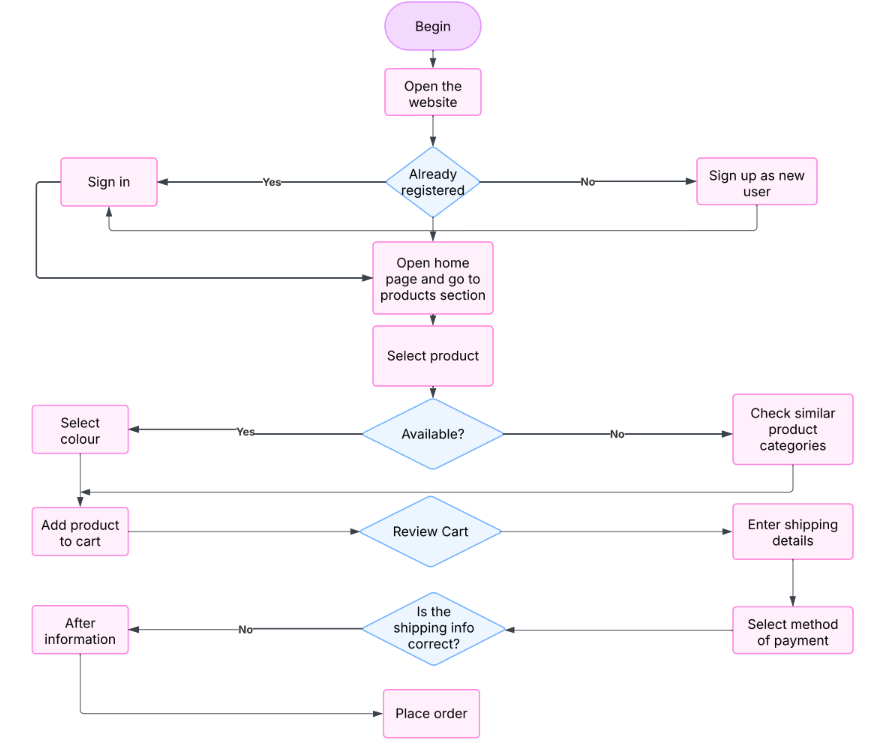 Begin
Open the
website
Already
registered
Yes
No
Sign in
Sign up as new
user
Open home
page and go to
products section
Select product
Available?
Yes
No
Select
colour
Check similar
product
categories
Add product
to cart
Review Cart
Enter shipping
details
After
information
No
Is the
shipping info
correct?
Select method
of payment
Place order